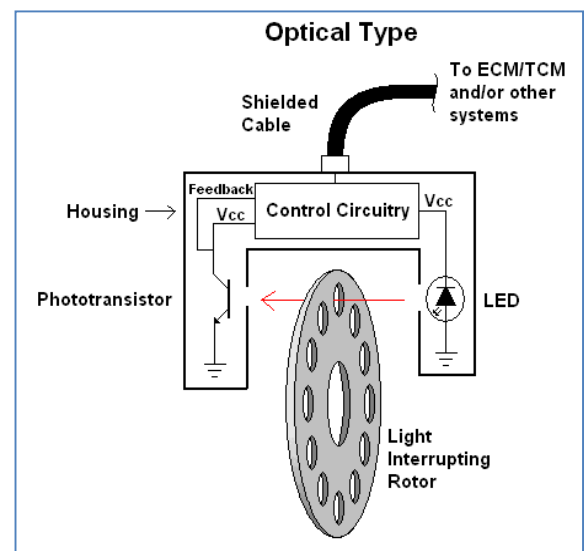 Optical Type
To ECM/TCM
and/or other
systems
Shielded
Cable
Feedback
Vcc
Control Circuitry
Vcc
Housing
Phototransistor
LED
Light
Interrupting
Rotor